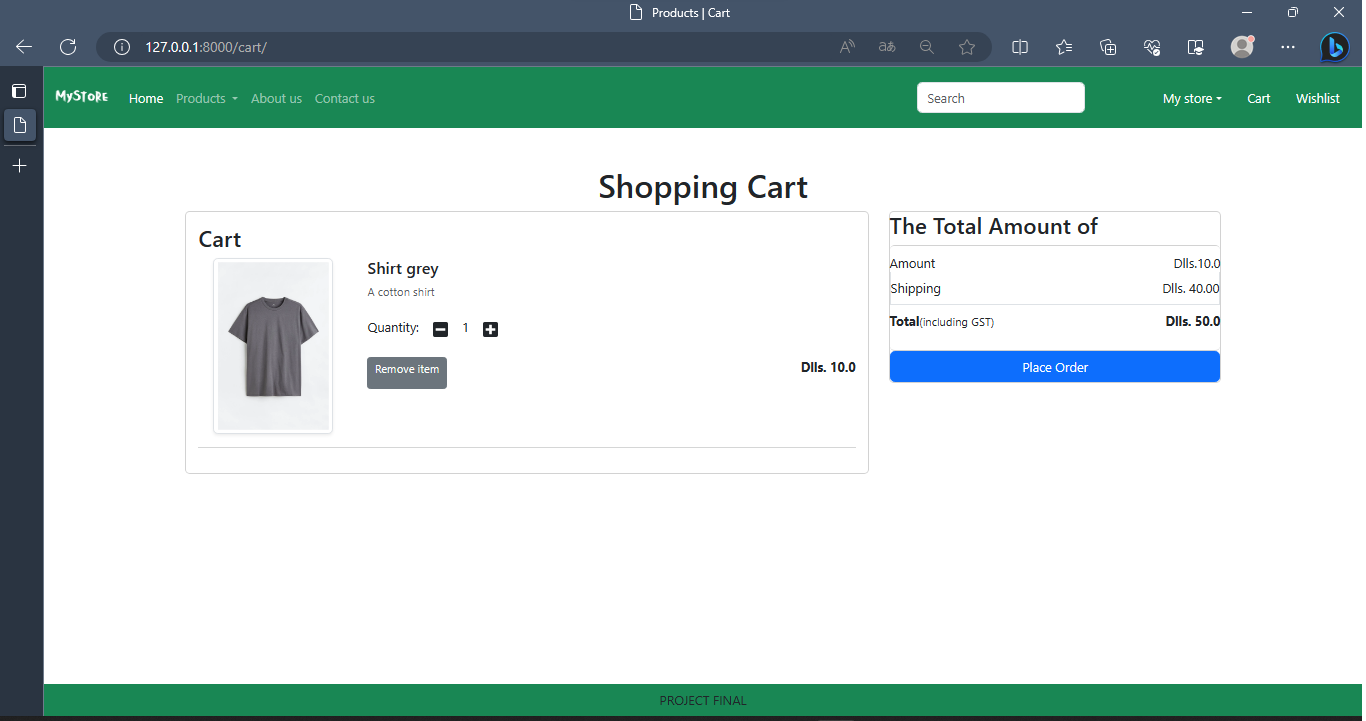 Products | Cart
127.0.0.1:8000/cart/
MySToRE Home Products About us Contact us Search My store Cart Wishlist
Shopping Cart
Cart
Shirt grey
A cotton shirt
Quantity: 1
Remove item
Dlls. 10.0
The Total Amount of
Amount Dlls.10.0
Shipping Dlls. 40.00
Total(including GST) Dlls. 50.0
Place Order
PROJECT FINAL